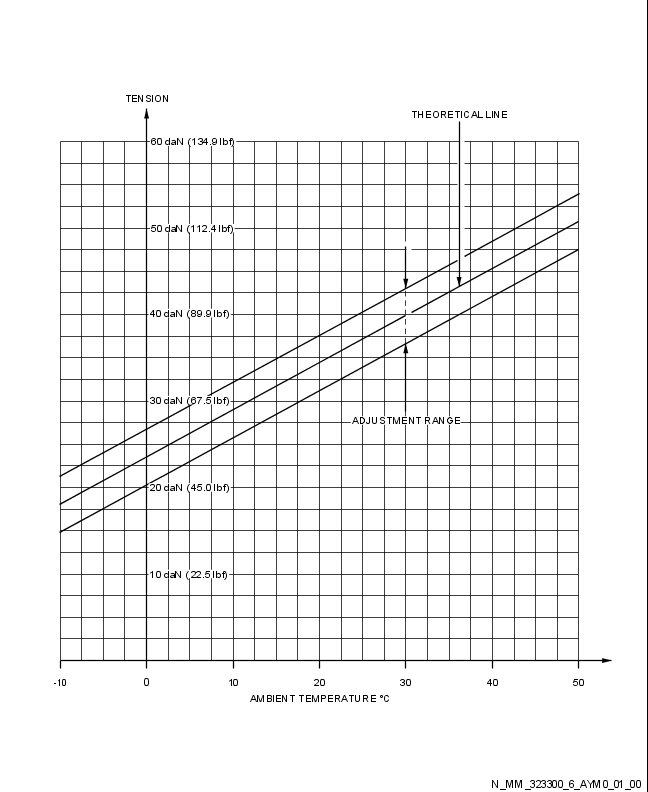 TENSION
THEORETICAL LINE
60 daN (134.9 lbf)
50 daN (112.4 lbf)
40 daN (89.9 lbf)
30 daN (67.5 lbf)
ADJUSTMENT RANGE
20 daN (45.0 lbf)
10 daN (22.5 lbf)
-10 0 10 20 30 40 50
AMBIENT TEMPERATURE °C
N_MM_323300_6_AYM0_01_00